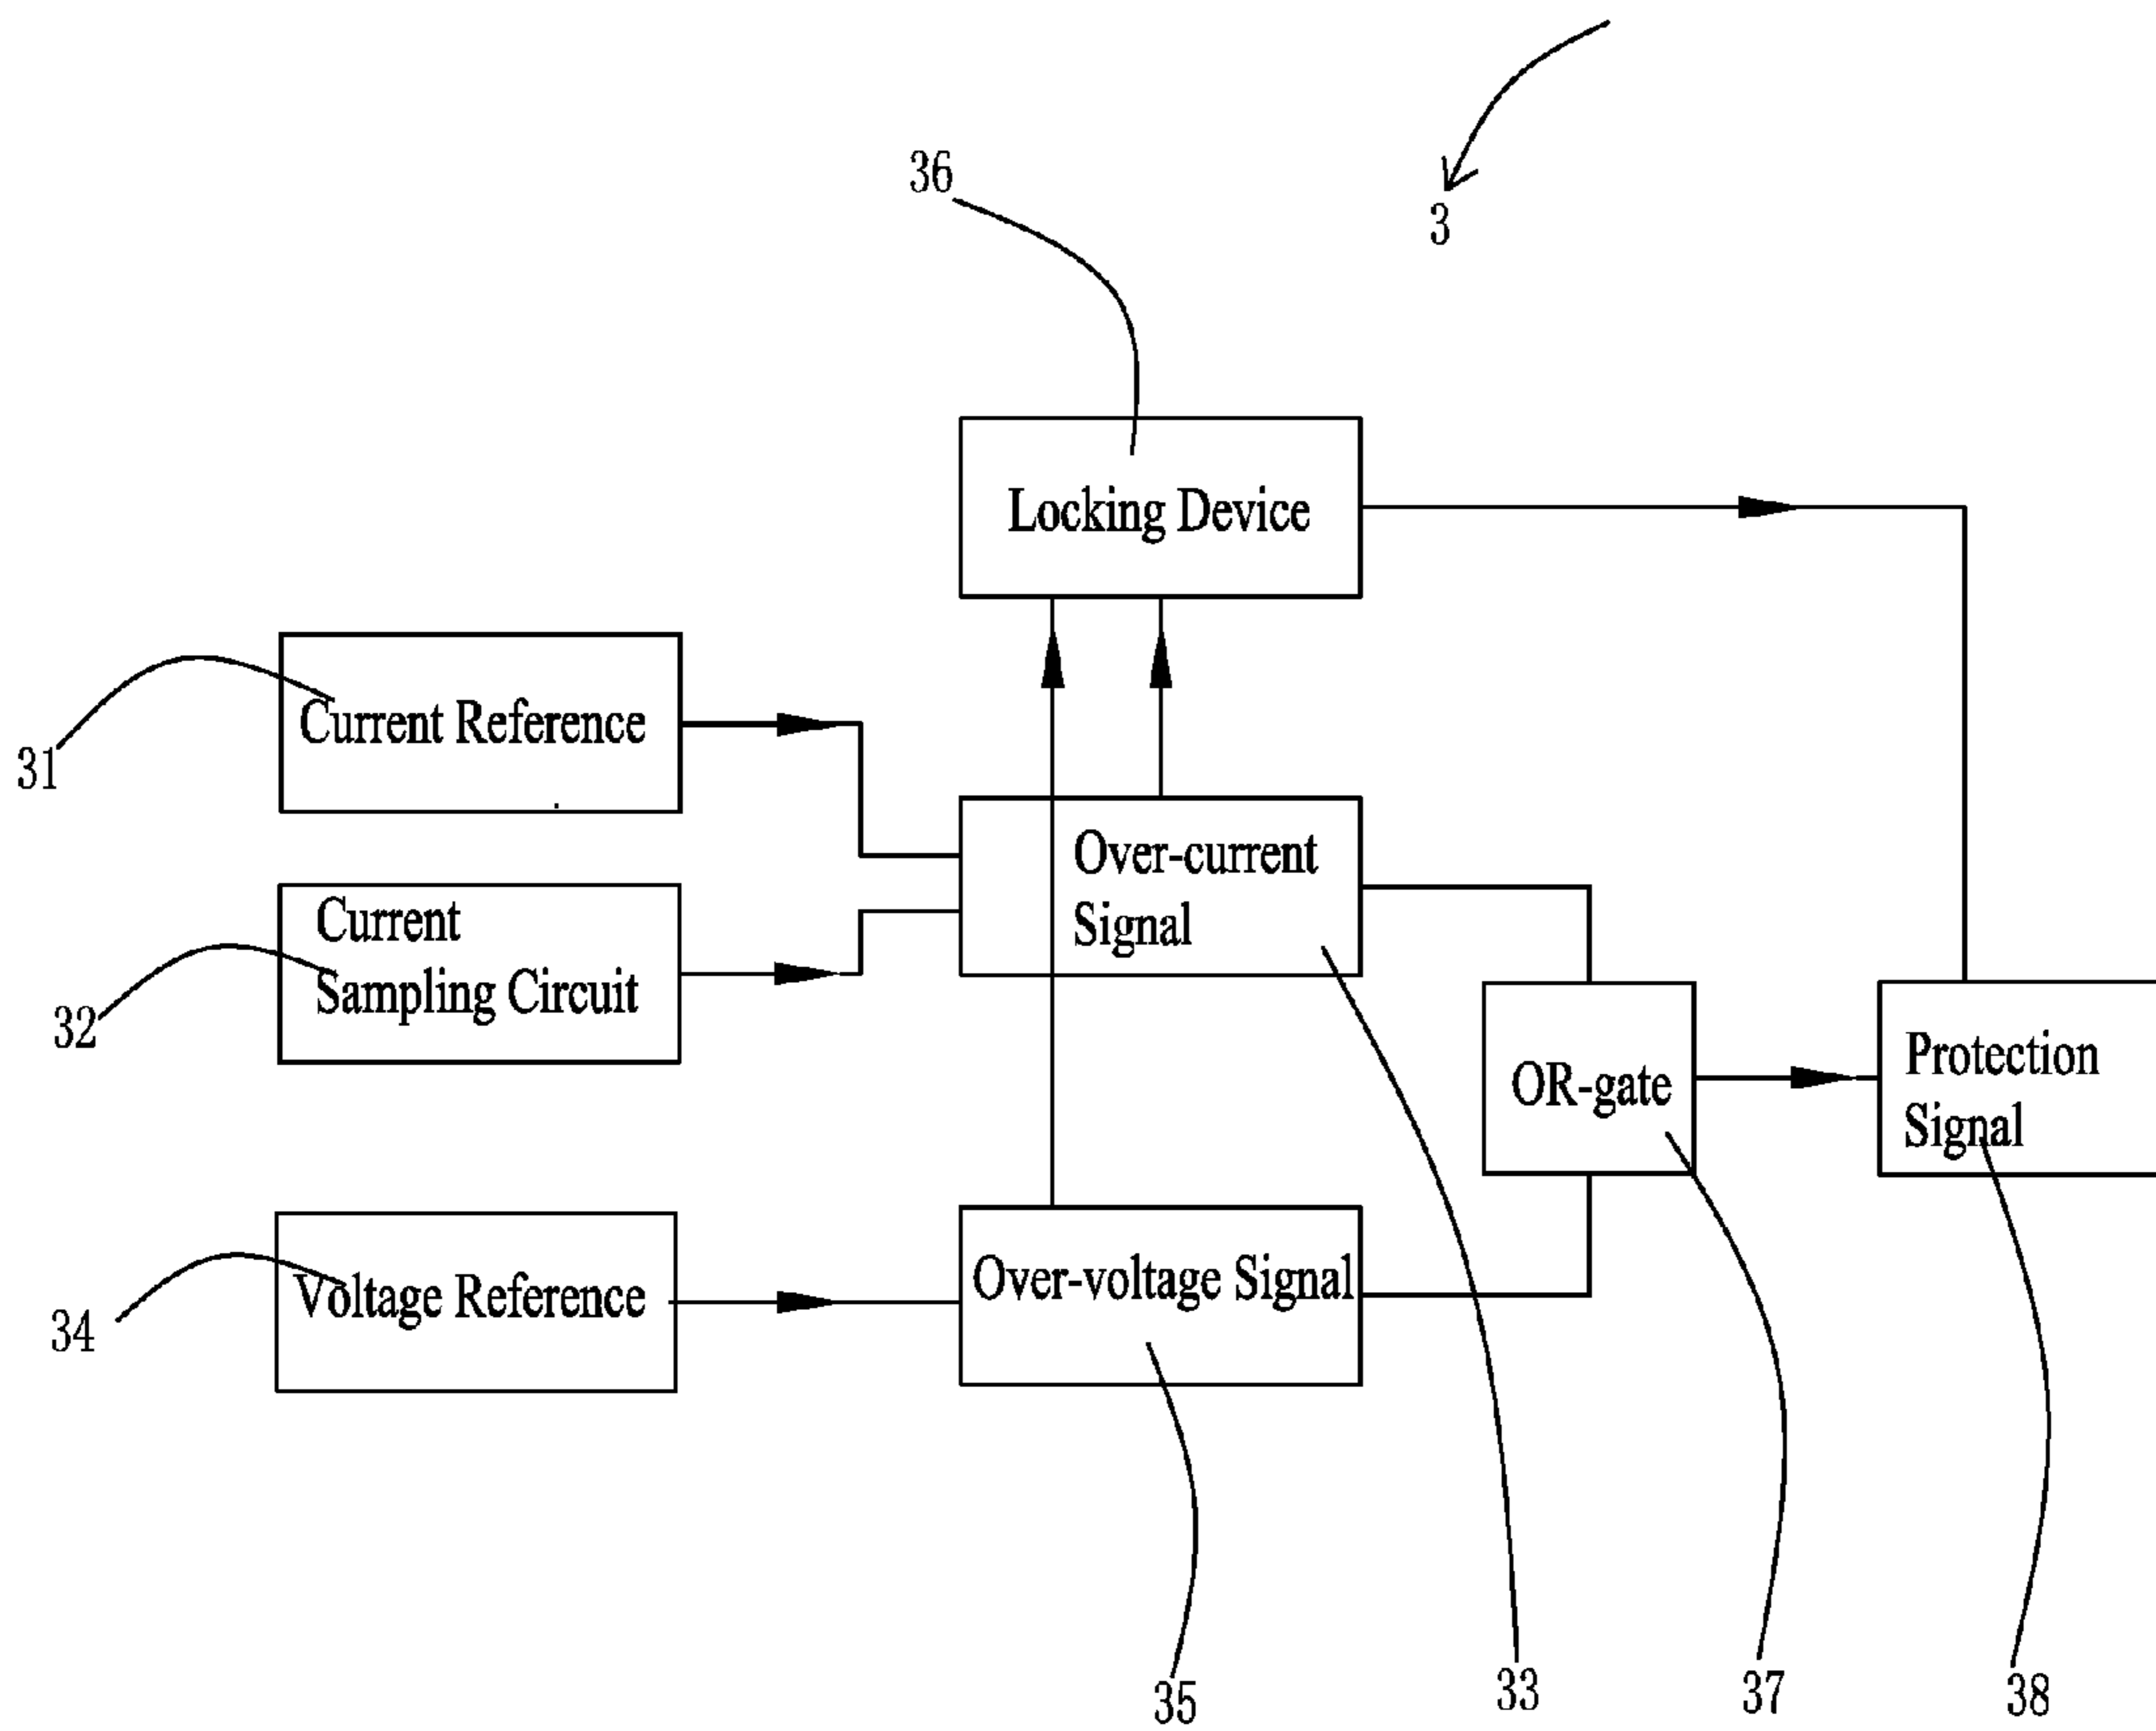 36
3
Locking Device
31
Current Reference
Over-current
Signal
32
Current
Sampling Circuit
OR-gate
Protection
Signal
34
Voltage Reference
Over-voltage Signal
35
33
37
38